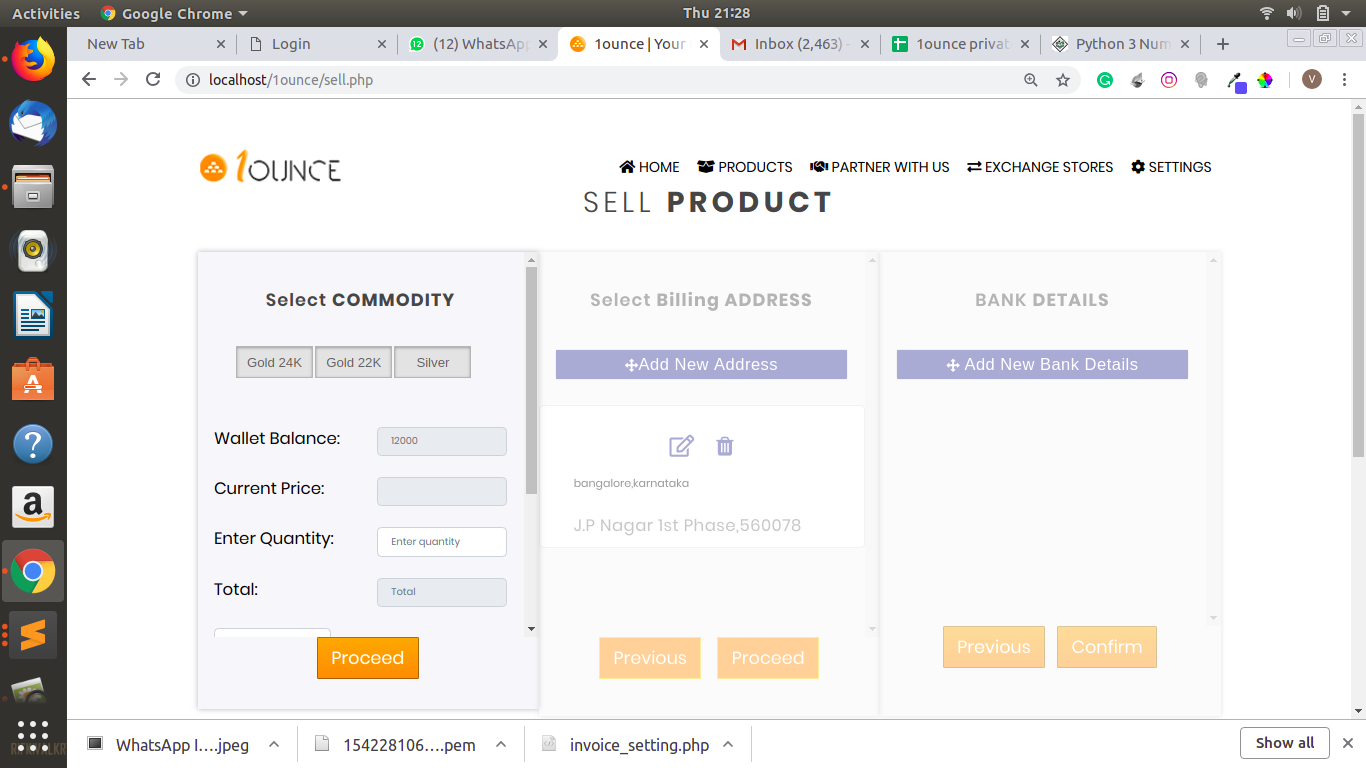 Activities Google Chrome Thu 21:28
New Tab Login (12) WhatsApp 1ounce | Your Inbox (2,463) - 1ounce privat Python 3 Num
localhost/1ounce/sell.php V
1OUNCE HOME PRODUCTS PARTNER WITH US EXCHANGE STORES SETTINGS
SELL PRODUCT
Select COMMODITY
Gold 24K Gold 22K Silver
Wallet Balance: 12000
Current Price:
Enter Quantity: Enter quantity
Total: Total
Proceed
Select Billing ADDRESS
Add New Address
bangalore,karnataka
J.P Nagar 1st Phase,560078
Previous Proceed
BANK DETAILS
Add New Bank Details
Previous Confirm
WhatsApp I....jpeg 154228106....pem invoice_setting.php Show all